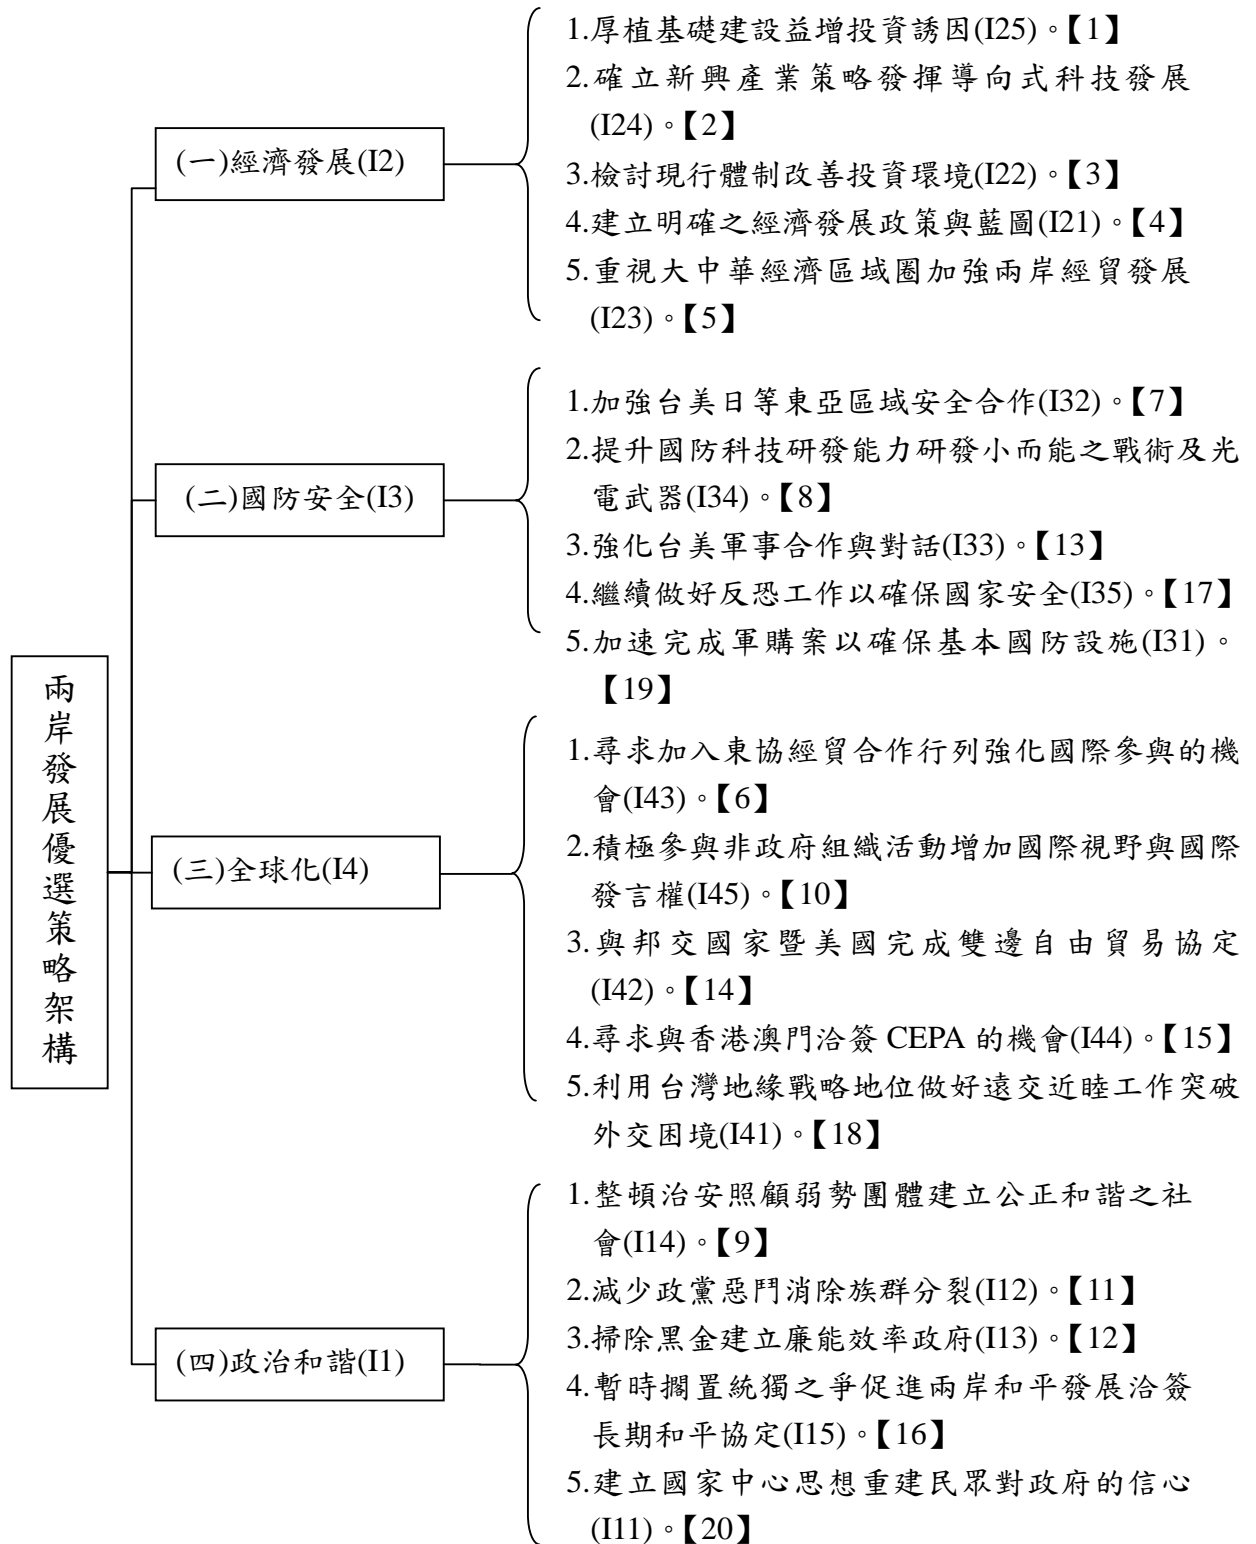 兩岸發展優選策略架構
(一)經濟發展(I2)
1.厚植基礎建設益增投資誘因(I25)。【1】
2.確立新興產業策略發揮導向式科技發展
(I24)。【2】
3.檢討現行體制改善投資環境(I22)。【3】
4.建立明確之經濟發展政策與藍圖(I21)。【4】
5.重視大中華經濟區域圈加強兩岸經貿發展
(I23)。【5】
(二)國防安全(I3)
1.加強台美日等東亞區域安全合作(I32)。【7】
2.提升國防科技研發能力研發小而能之戰術及光
電武器(I34)。【8】
3.強化台美軍事合作與對話(I33)。【13】
4.繼續做好反恐工作以確保國家安全(I35)。【17】
5.加速完成軍購案以確保基本國防設施(I31)。
【19】
(三)全球化(I4)
1.尋求加入東協經貿合作行列強化國際參與的機
會(I43)。【6】
2.積極參與非政府組織活動增加國際視野與國際
發言權(I45)。【10】
3.與邦交國家暨美國完成雙邊自由貿易協定
(I42)。【14】
4.尋求與香港澳門洽簽 CEPA 的機會(I44)。【15】
5.利用台灣地緣戰略地位做好遠交近睦工作突破
外交困境(I41)。【18】
(四)政治和諧(I1)
1.整頓治安照顧弱勢團體建立公正和諧之社
會(I14)。【9】
2.減少政黨惡鬥消除族群分裂(I12)。【11】
3.掃除黑金建立廉能效率政府(I13)。【12】
4.暫時擱置統獨之爭促進兩岸和平發展洽簽
長期和平協定(I15)。【16】
5.建立國家中心思想重建民眾對政府的信心
(I11)。【20】